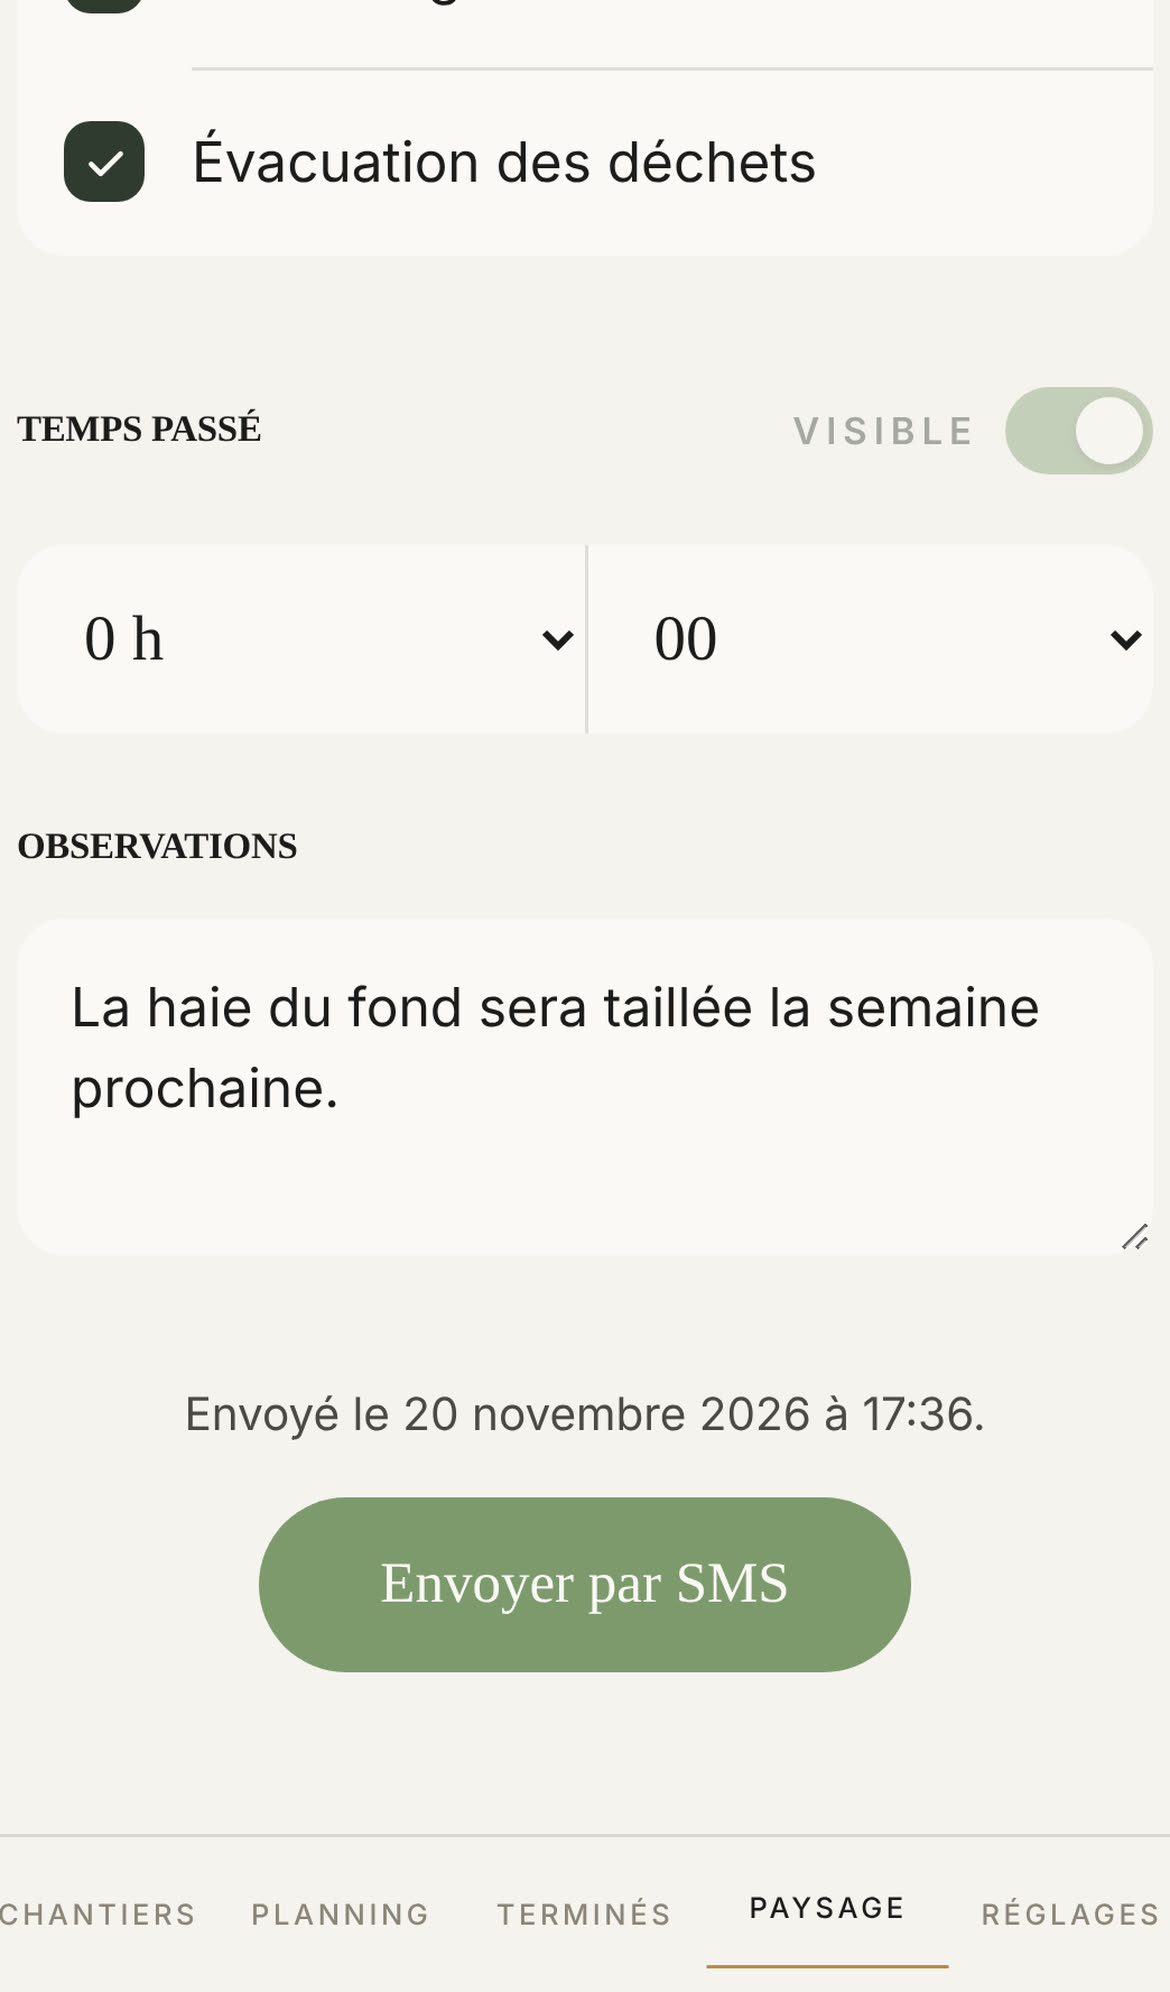 Évacuation des déchets
TEMPS PASSÉ
VISIBLE
0 h
00
OBSERVATIONS
La haie du fond sera taillée la semaine
prochaine.
Envoyé le 20 novembre 2026 à 17:36.
Envoyer par SMS
CHANTIERS
PLANNING
TERMINÉS
PAYSAGE
RÉGLAGES